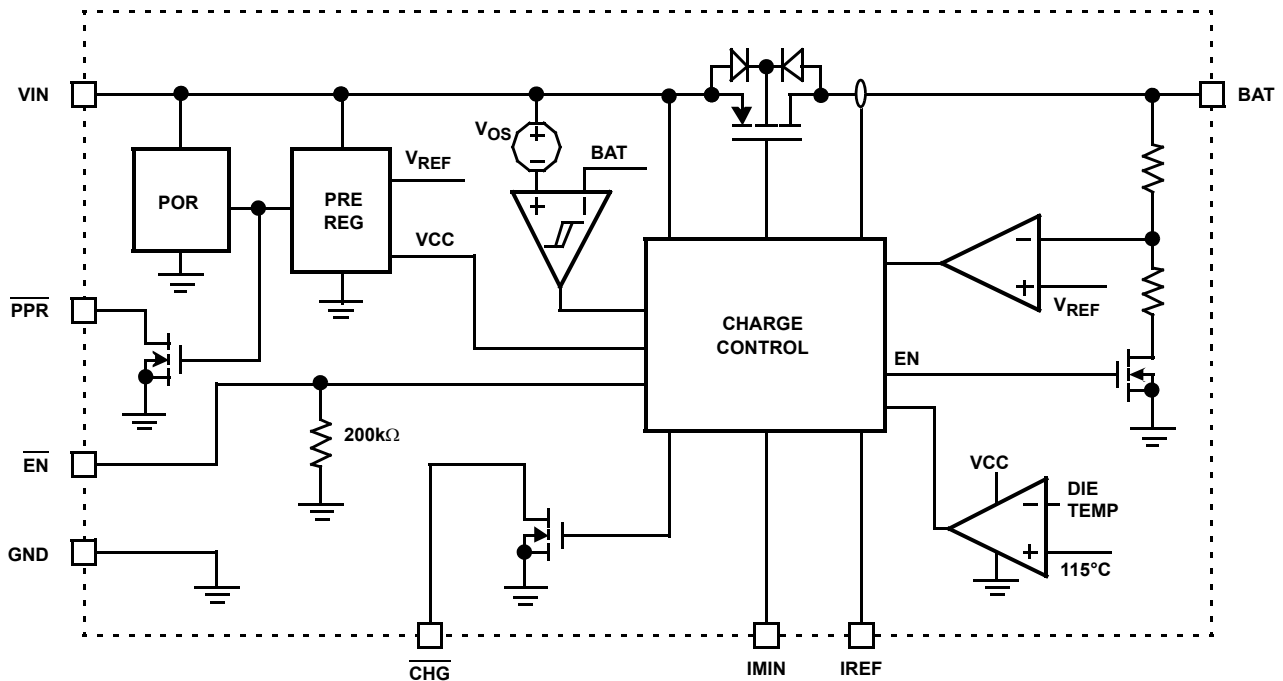 VIN
BAT
VOS
BAT
VREF
POR
PRE
REG
VCC
PPR
CHARGE
CONTROL
VREF
EN
200kΩ
EN
VCC
DIE
TEMP
GND
115°C
CHG
IMIN
IREF